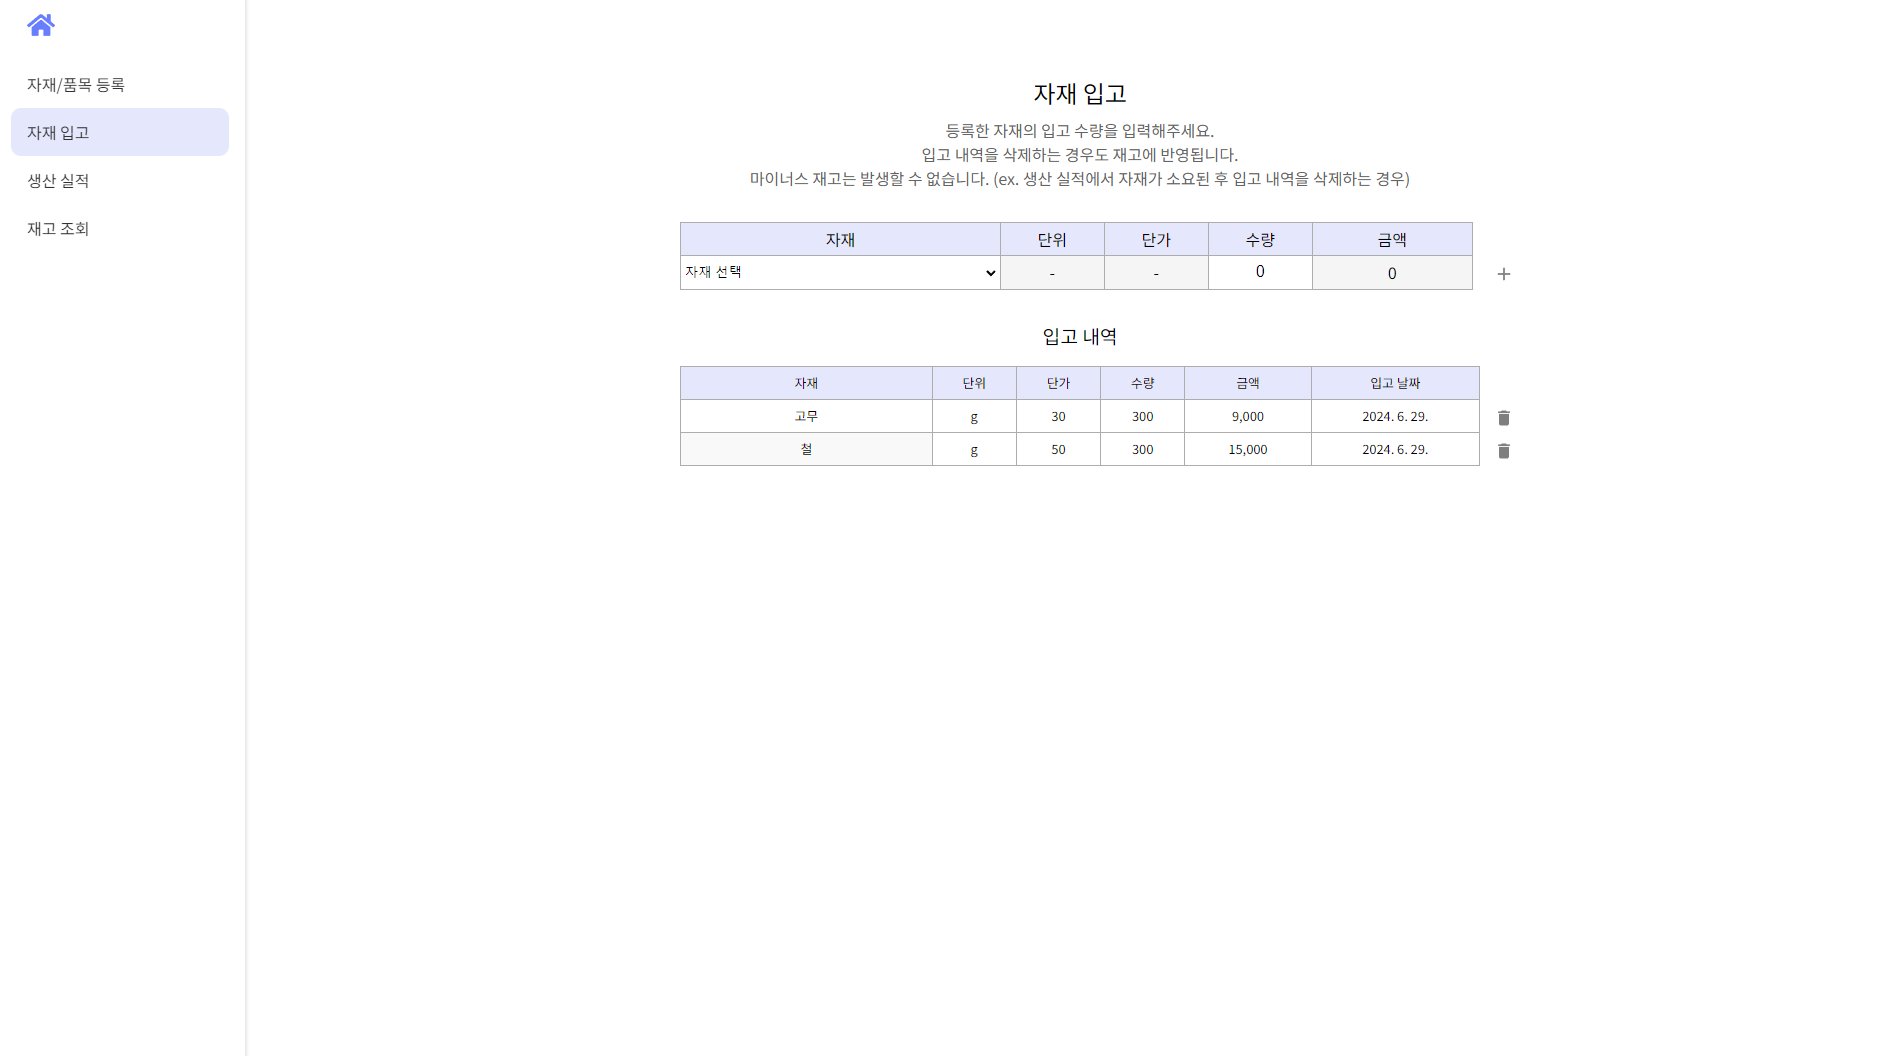 자재/품목 등록
자재 입고
생산 실적
재고 조회
자재 입고
등록한 자재의 입고 수량을 입력해주세요.
입고 내역을 삭제하는 경우도 재고에 반영됩니다.
마이너스 재고는 발생할 수 없습니다. (ex. 생산 실적에서 자재가 소요된 후 입고 내역을 삭제하는 경우)
자재 단위 단가 수량 금액
자재 선택 - - 0 0
입고 내역
자재 단위 단가 수량 금액 입고 날짜
고무 g 30 300 9,000 2024. 6. 29.
철 g 50 300 15,000 2024. 6. 29.